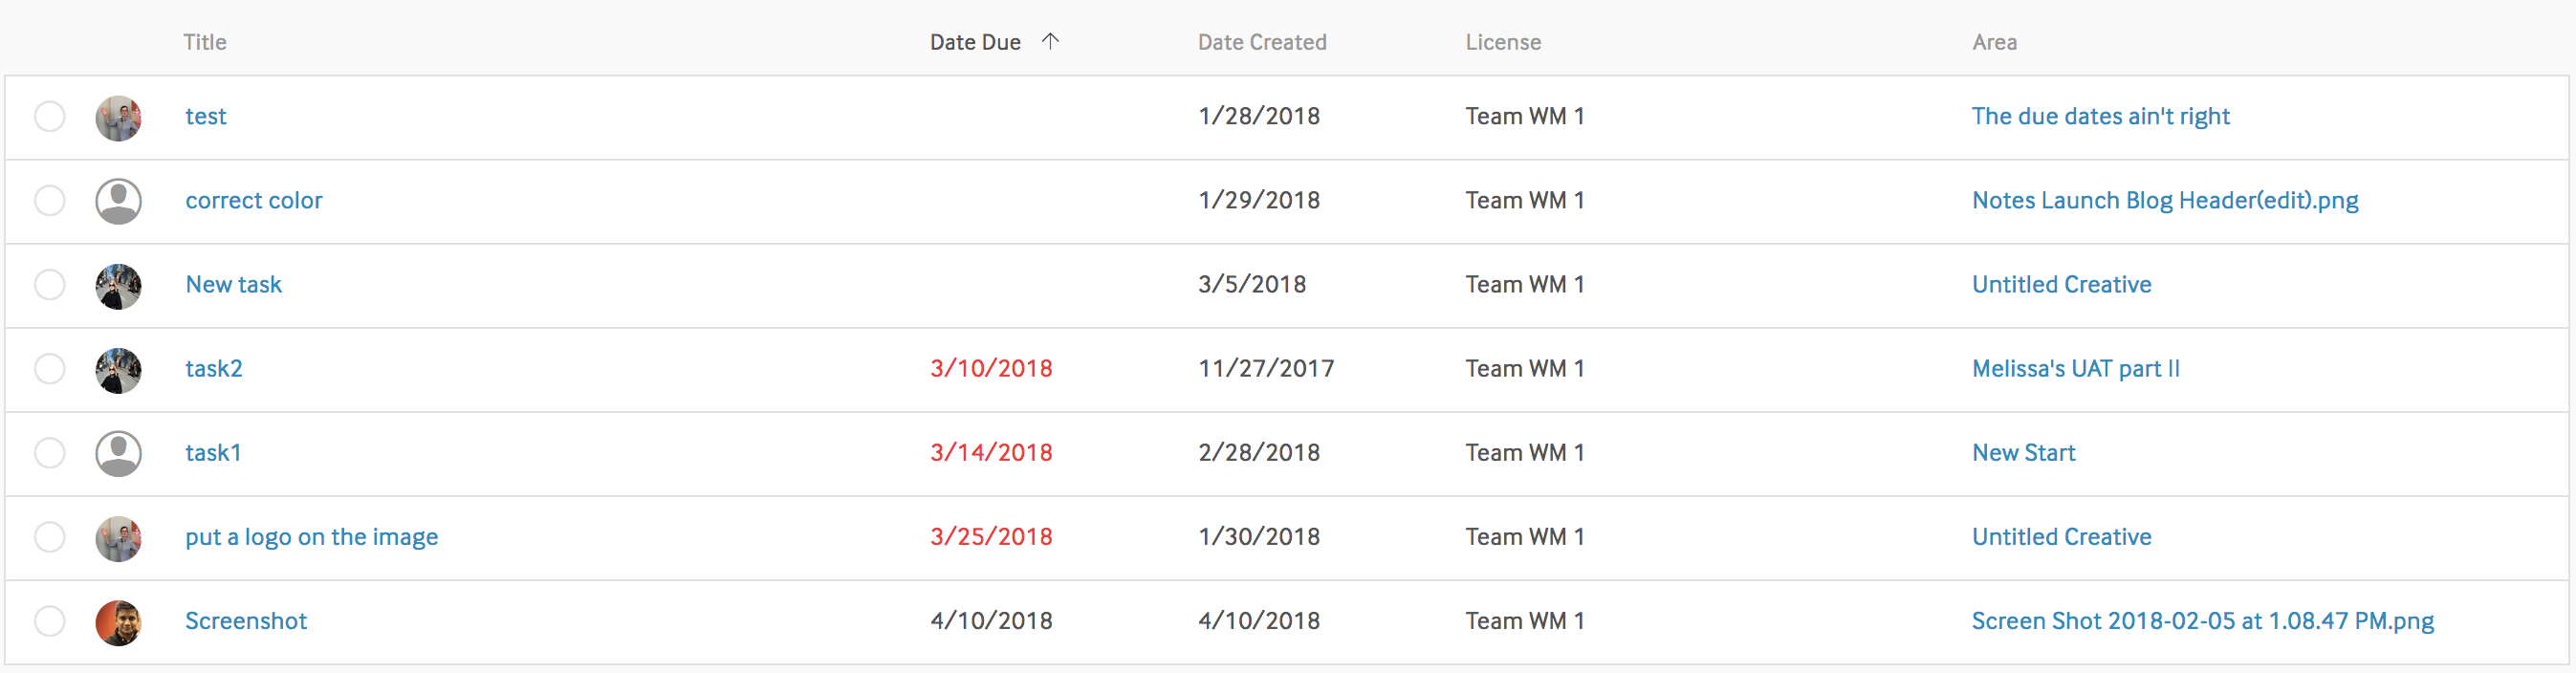 Title Date Due ↑ Date Created License Area
test 1/28/2018 Team WM 1 The due dates ain't right
correct color 1/29/2018 Team WM 1 Notes Launch Blog Header(edit).png
New task 3/5/2018 Team WM 1 Untitled Creative
task2 3/10/2018 11/27/2017 Team WM 1 Melissa's UAT part II
task1 3/14/2018 2/28/2018 Team WM 1 New Start
put a logo on the image 3/25/2018 1/30/2018 Team WM 1 Untitled Creative
Screenshot 4/10/2018 4/10/2018 Team WM 1 Screen Shot 2018-02-05 at 1.08.47 PM.png